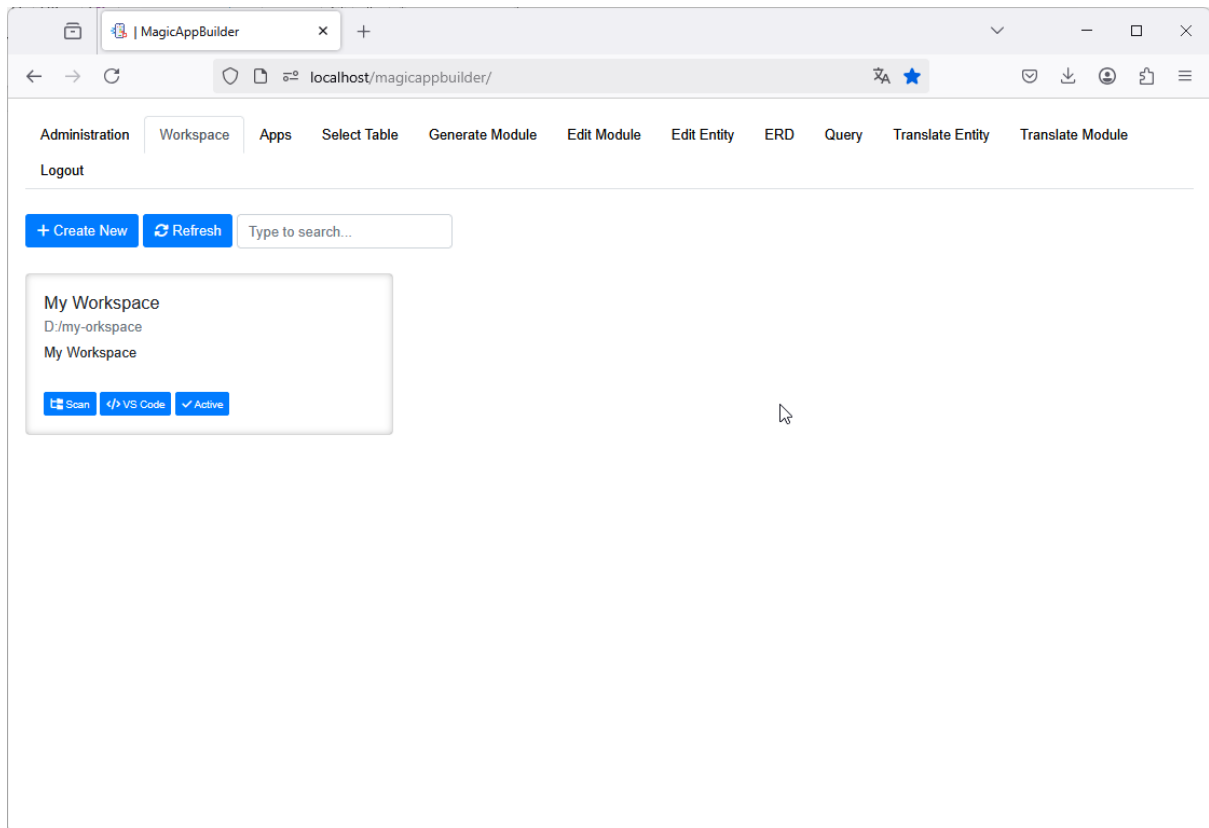 | MagicAppBuilder
localhost/magicappbuilder/
Administration Workspace Apps Select Table Generate Module Edit Module Edit Entity ERD Query Translate Entity Translate Module
Logout
Create New Refresh Type to search...
My Workspace
D:/my-orkspace
My Workspace
Scan VS Code Active